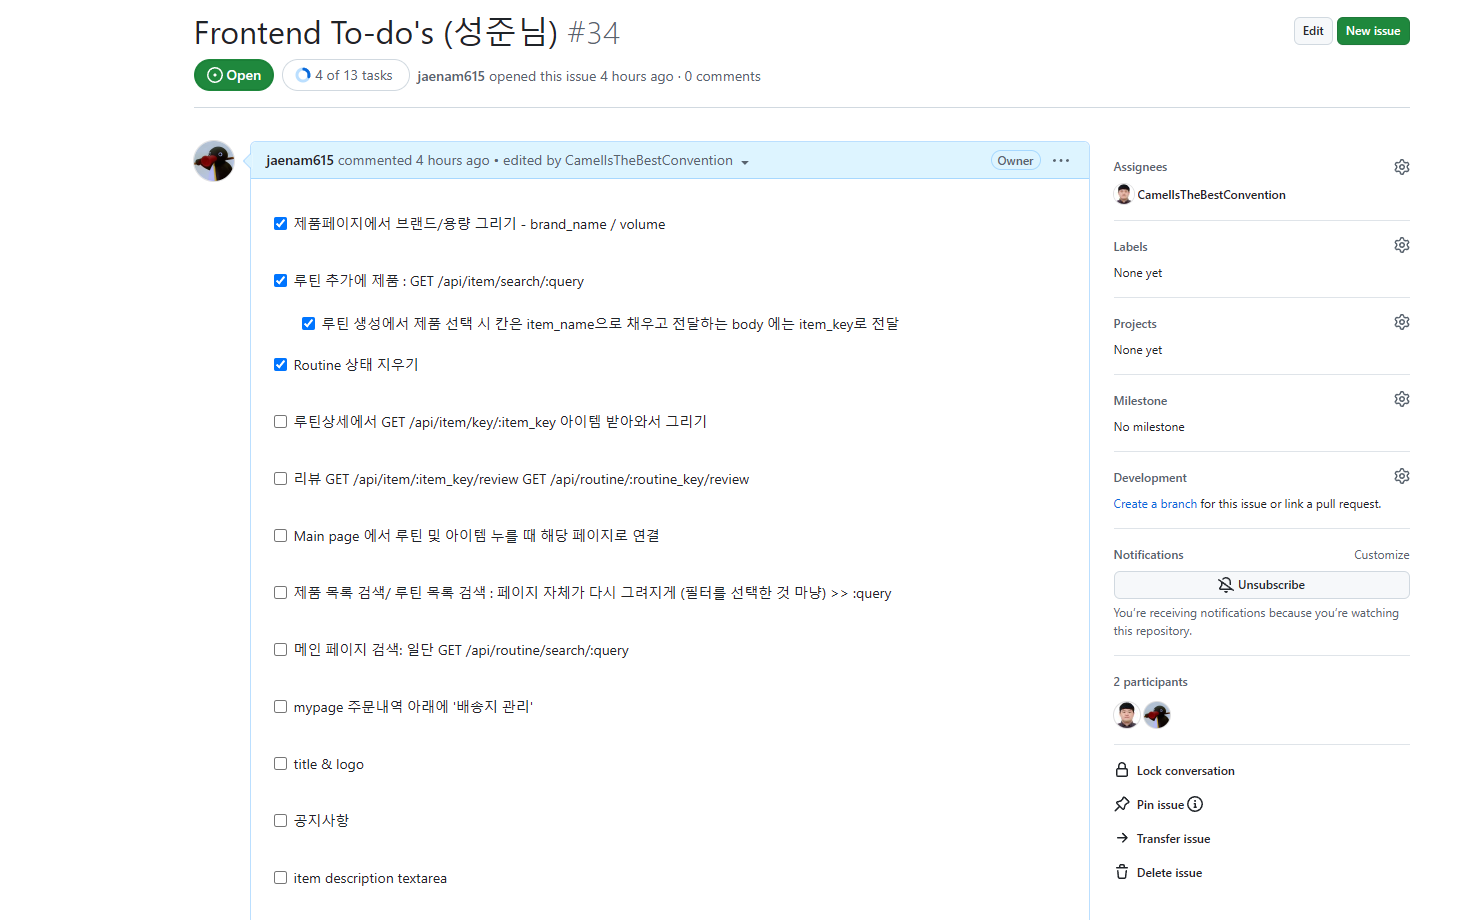 Frontend To-do's (성준님) #34
Edit
New issue
Open
4 of 13 tasks
jaenam615 opened this issue 4 hours ago · 0 comments
jaenam615 commented 4 hours ago • edited by CamelIsTheBestConvention
Owner
제품페이지에서 브랜드/용량 그리기 - brand_name / volume
루틴 추가에 제품 : GET /api/item/search/:query
루틴 생성에서 제품 선택 시 칸은 item_name으로 채우고 전달하는 body 에는 item_key로 전달
Routine 상태 지우기
루틴상세에서 GET /api/item/key/:item_key 아이템 받아와서 그리기
리뷰 GET /api/item/:item_key/review GET /api/routine/:routine_key/review
Main page 에서 루틴 및 아이템 누를 때 해당 페이지로 연결
제품 목록 검색/ 루틴 목록 검색 : 페이지 자체가 다시 그려지게 (필터를 선택한 것 마냥) >> :query
메인 페이지 검색: 일단 GET /api/routine/search/:query
mypage 주문내역 아래에 '배송지 관리'
title & logo
공지사항
item description textarea
Assignees
CamelIsTheBestConvention
Labels
None yet
Projects
None yet
Milestone
No milestone
Development
Create a branch for this issue or link a pull request.
Notifications
Customize
Unsubscribe
You're receiving notifications because you're watching
this repository.
2 participants
Lock conversation
Pin issue
Transfer issue
Delete issue